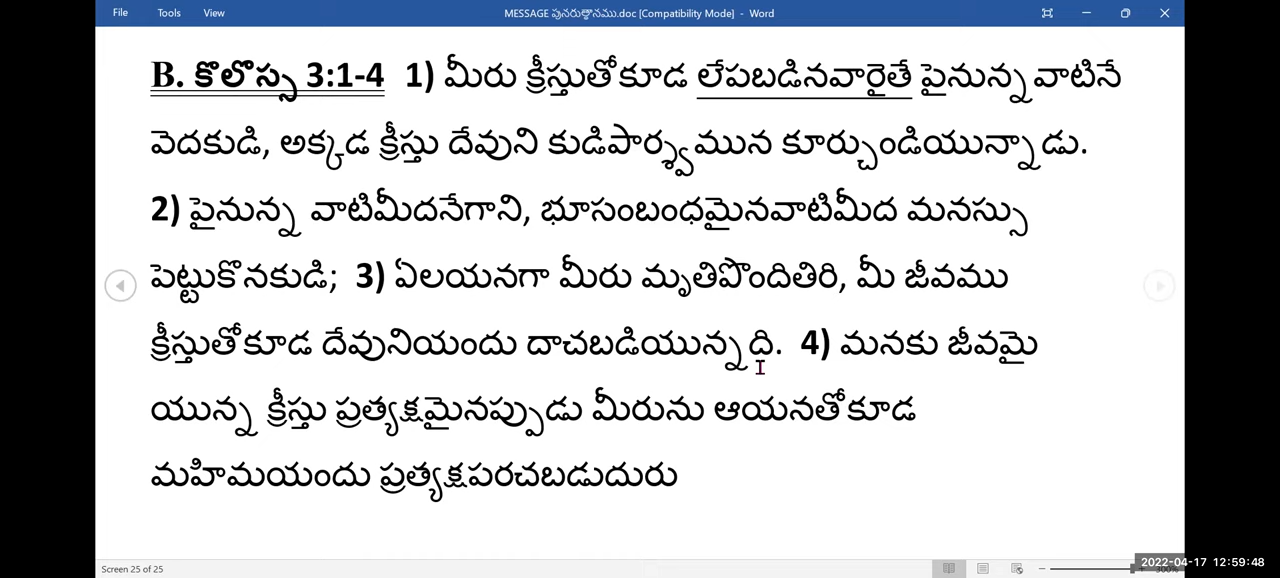 File Tools View MESSAGE పునరుత్థానము.doc [Compatibility Mode] - Word
B. కొలొస్స 3:1-4 1) మీరు క్రీస్తుతోకూడ లేపబడినవారైతే పైనున్న వాటినే
వెదకుడి, అక్కడ క్రీస్తు దేవుని కుడిపార్శ్వమున కూర్చుండియున్నాడు.
2) పైనున్న వాటిమీదనేగాని, భూసంబంధమైనవాటిమీద మనస్సు
పెట్టుకొనకుడి; 3) ఏలయనగా మీరు మృతిపొందితిరి, మీ జీవము
క్రీస్తుతోకూడ దేవునియందు దాచబడియున్నది. 4) మనకు జీవమై
యున్న క్రీస్తు ప్రత్యక్షమైనప్పుడు మీరును ఆయనతోకూడ
మహిమయందు ప్రత్యక్షపరచబడుదురు
Screen 25 of 25
2022-04-17 12:59:48